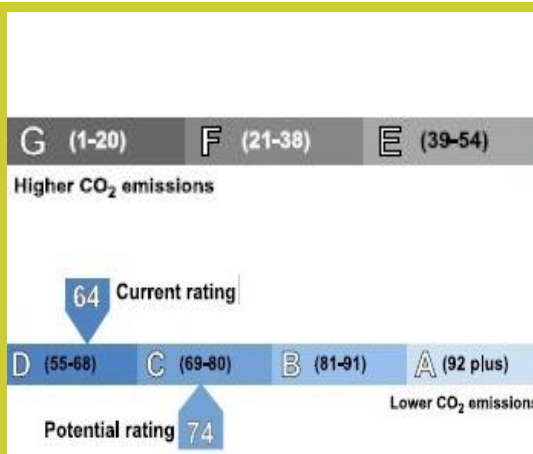 G (1-20) F (21-38) E (39-54)
Higher CO₂ emissions
64 Current rating
D (55-68) C (69-80) B (81-91) A (92 plus)
Lower CO₂ emissions
Potential rating 74